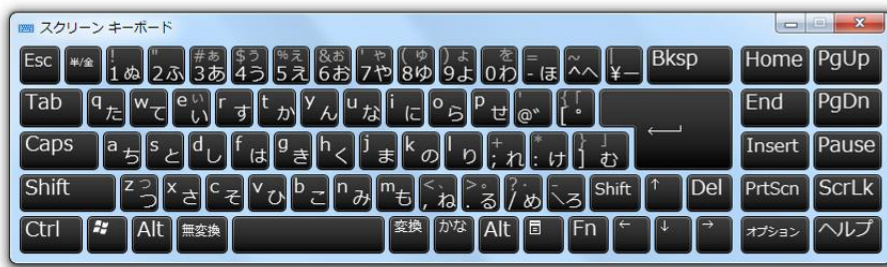 スクリーン キーボード
Esc 半/全 ! 1 ぬ " 2 ふ # ぁ 3 あ $ ぅ 4 う % ぇ 5 え & ぉ 6 お ' ゃ 7 や ( ゅ 8 ゆ ) ょ 9 よ を 0 わ = - ほ ~ ^ へ | ¥ ー Bksp Home PgUp
Tab q た w て e ぃ い r す t か y ん u な i に o ら p せ ` @ ゛ { 「 [ ゜ ← End PgDn
Caps a ち s と d し f は g き h く j ま k の l り + ; れ * : け } 」 ] む Insert Pause
Shift z っ つ x さ c そ v ひ b こ n み m も < 、 , ね > 。 . る ? ・ / め _ \ ろ Shift ↑ Del PrtScn ScrLk
Ctrl Alt 無変換 変換 かな Alt Fn ← ↓ → オプション ヘルプ